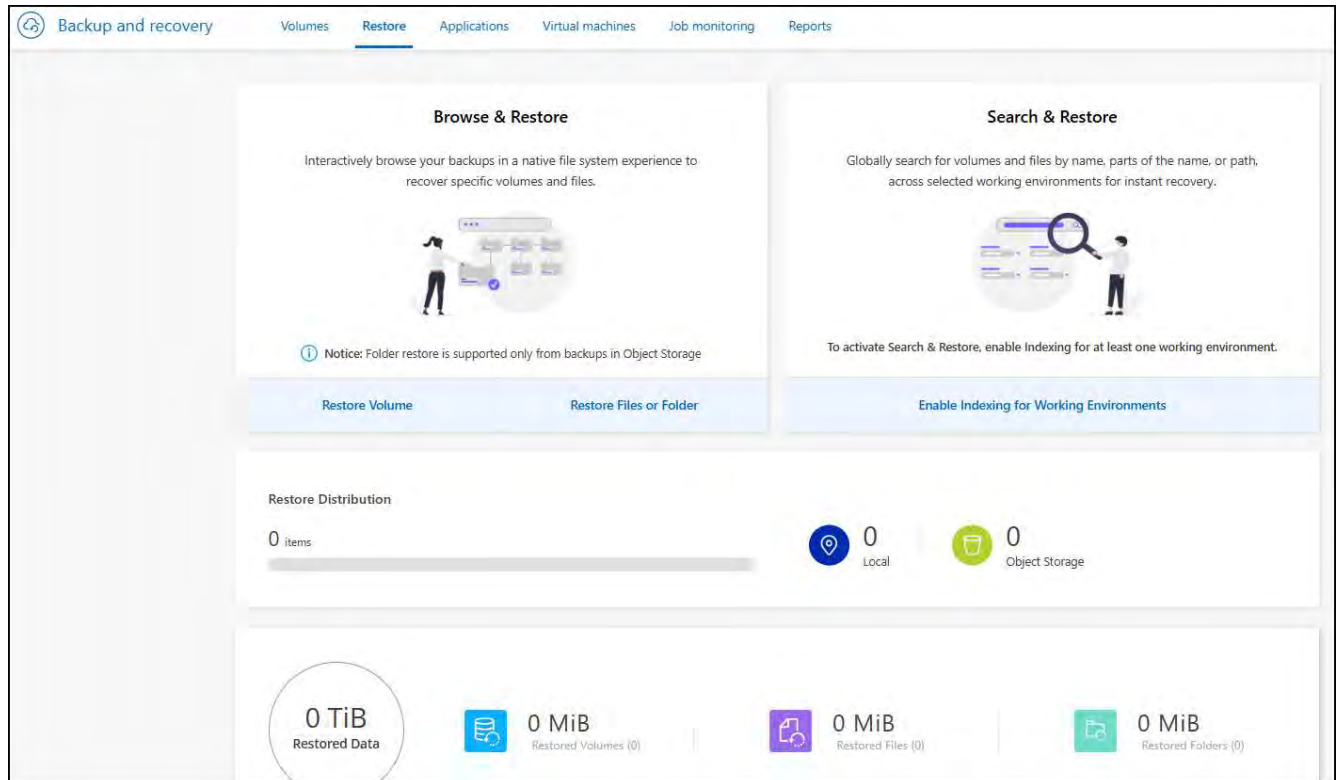 Backup and recovery
Volumes
Restore
Applications
Virtual machines
Job monitoring
Reports
Browse & Restore
Interactively browse your backups in a native file system experience to
recover specific volumes and files.
Notice: Folder restore is supported only from backups in Object Storage
Restore Volume
Restore Files or Folder
Search & Restore
Globally search for volumes and files by name, parts of the name, or path,
across selected working environments for instant recovery.
To activate Search & Restore, enable Indexing for at least one working environment.
Enable Indexing for Working Environments
Restore Distribution
0 items
0
Local
0
Object Storage
0 TiB
Restored Data
0 MiB
Restored Volumes (0)
0 MiB
Restored Files (0)
0 MiB
Restored Folders (0)